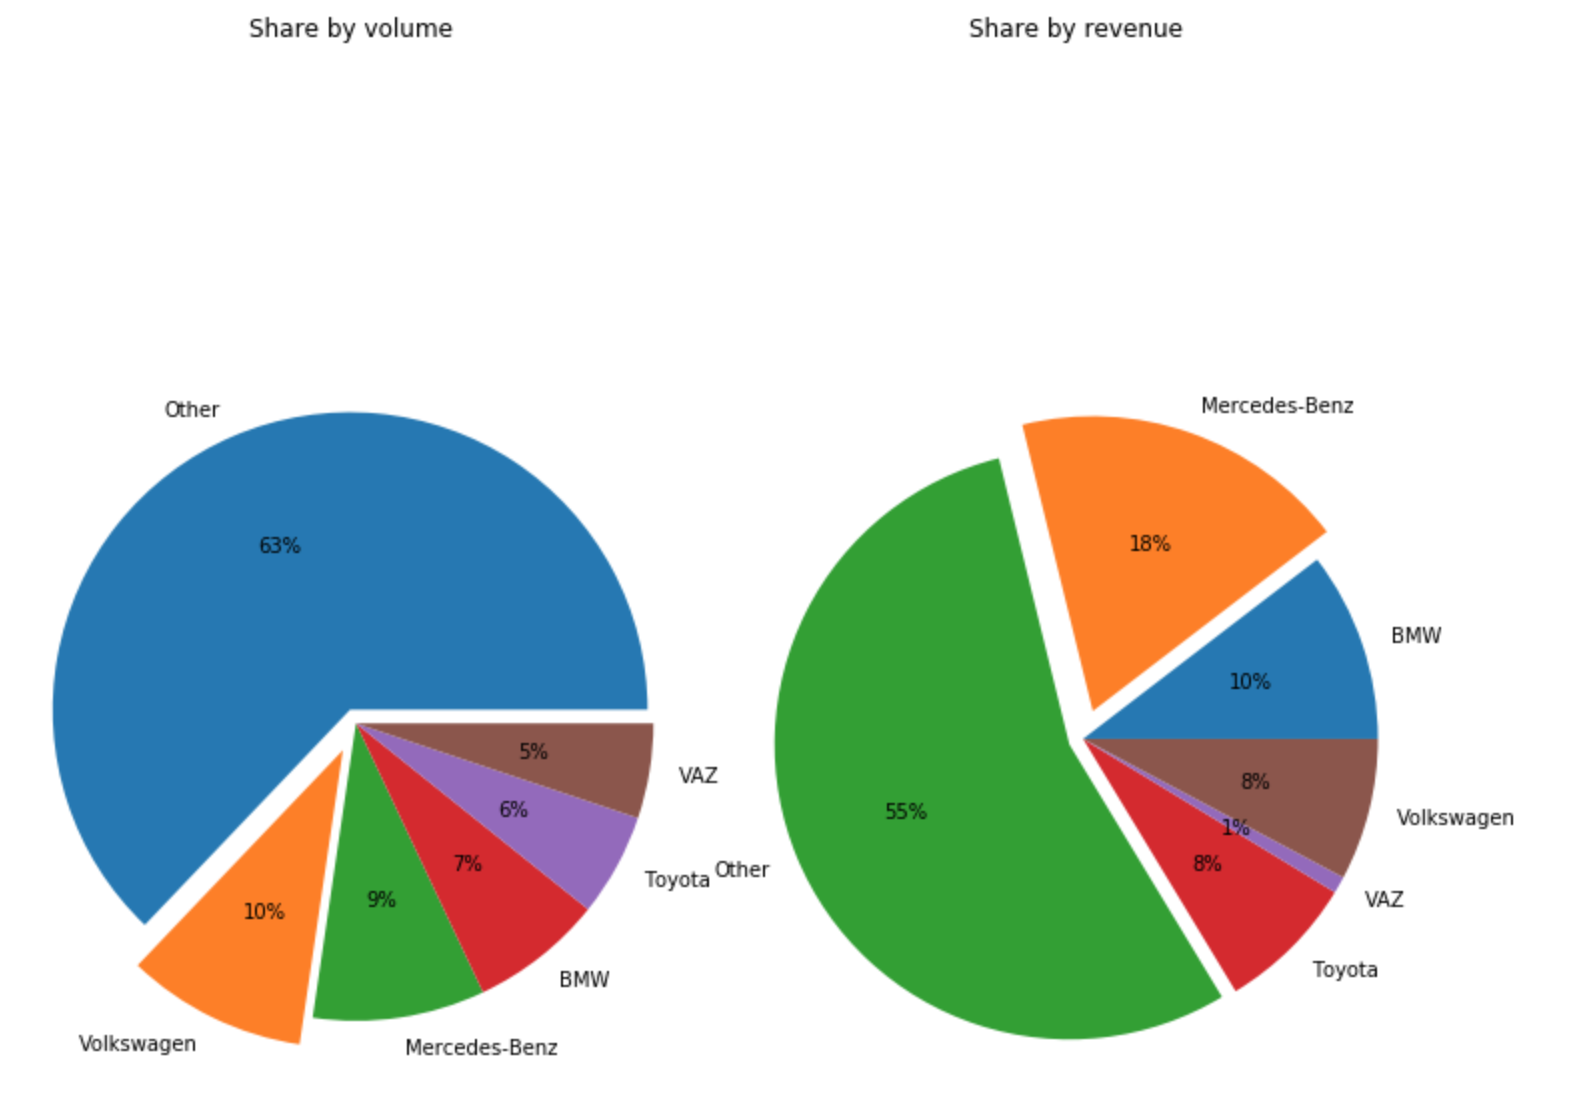 Share by volume
Other
63%
5%
VAZ
6%
7%
Toyota
10%
9%
BMW
Volkswagen
Mercedes-Benz
Share by revenue
Mercedes-Benz
18%
BMW
10%
8%
55%
Volkswagen
1%
8%
Other
VAZ
Toyota